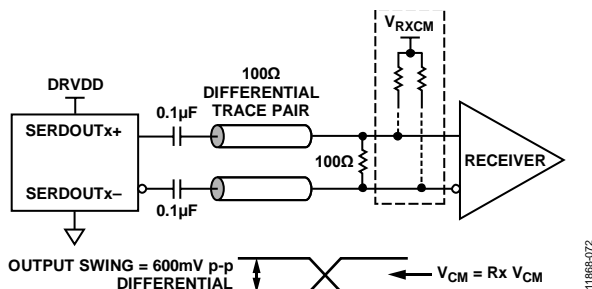 V_RXCM
DRVDD
100Ω
DIFFERENTIAL
TRACE PAIR
0.1µF
SERDOUTx+
100Ω
RECEIVER
SERDOUTx–
0.1µF
OUTPUT SWING = 600mV p-p
DIFFERENTIAL
V_CM = Rx V_CM
11868-072